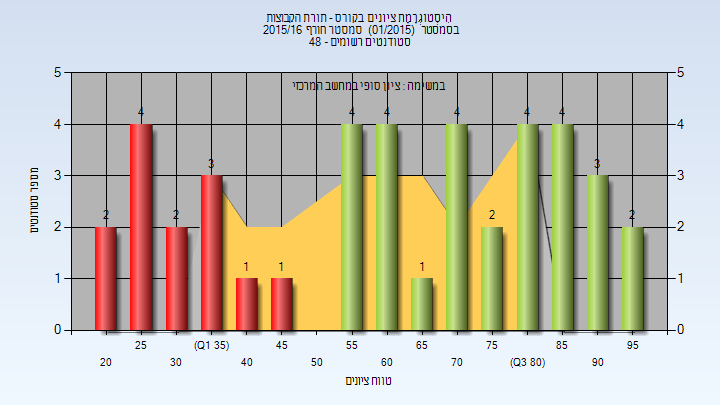 היסטוגרמת ציונים בקורס - תורת הקבוצות
בסמסטר (01/2015) סמסטר חורף 2015/16
סטודנטים רשומים - 48
במשימה : ציון סופי במחשב המרכזי
5 5
4 4
3 3
2 2
1 1
0 0
2 4 2 3 1 1 4 4 1 4 2 4 4 3 2
מספר סטודנטים
25 (Q1 35) 45 55 65 75 85 95
20 30 40 50 60 70 (Q3 80) 90
טווח ציונים